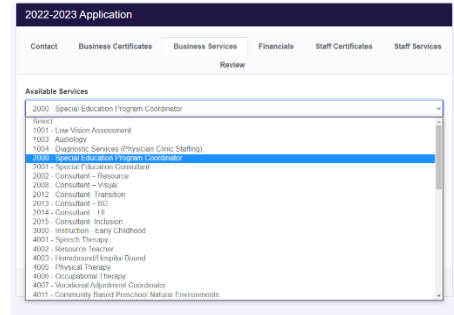 2022-2023 Application
Contact Business Certificates Business Services Financials Staff Certificates Staff Services
Review
Available Services
2000 - Special Education Program Coordinator
Select
1001 - Low Vision Assessment
1003 Audiology
1004 - Diagnostic Services (Physician Clinic Staffing)
2000 - Special Education Program Coordinator
2001 - Special Education Consultant
2002 - Consultant – Resource
2008 - Consultant – Visual
2012 Consultant- Transition
2013 - Consultant – BD
2014 - Consultant
2015 - Consultant- Inclusion
3000 - Instruction - Early Childhood
4001 - Speech Therapy
4002 - Resource Teacher
4003 - Homebound/Hospital Bound
4005 - Physical Therapy
4006 - Occupational Therapy
4007 - Vocational Adjustment Coordinator
4011 - Community Based Preschool Natural Environments